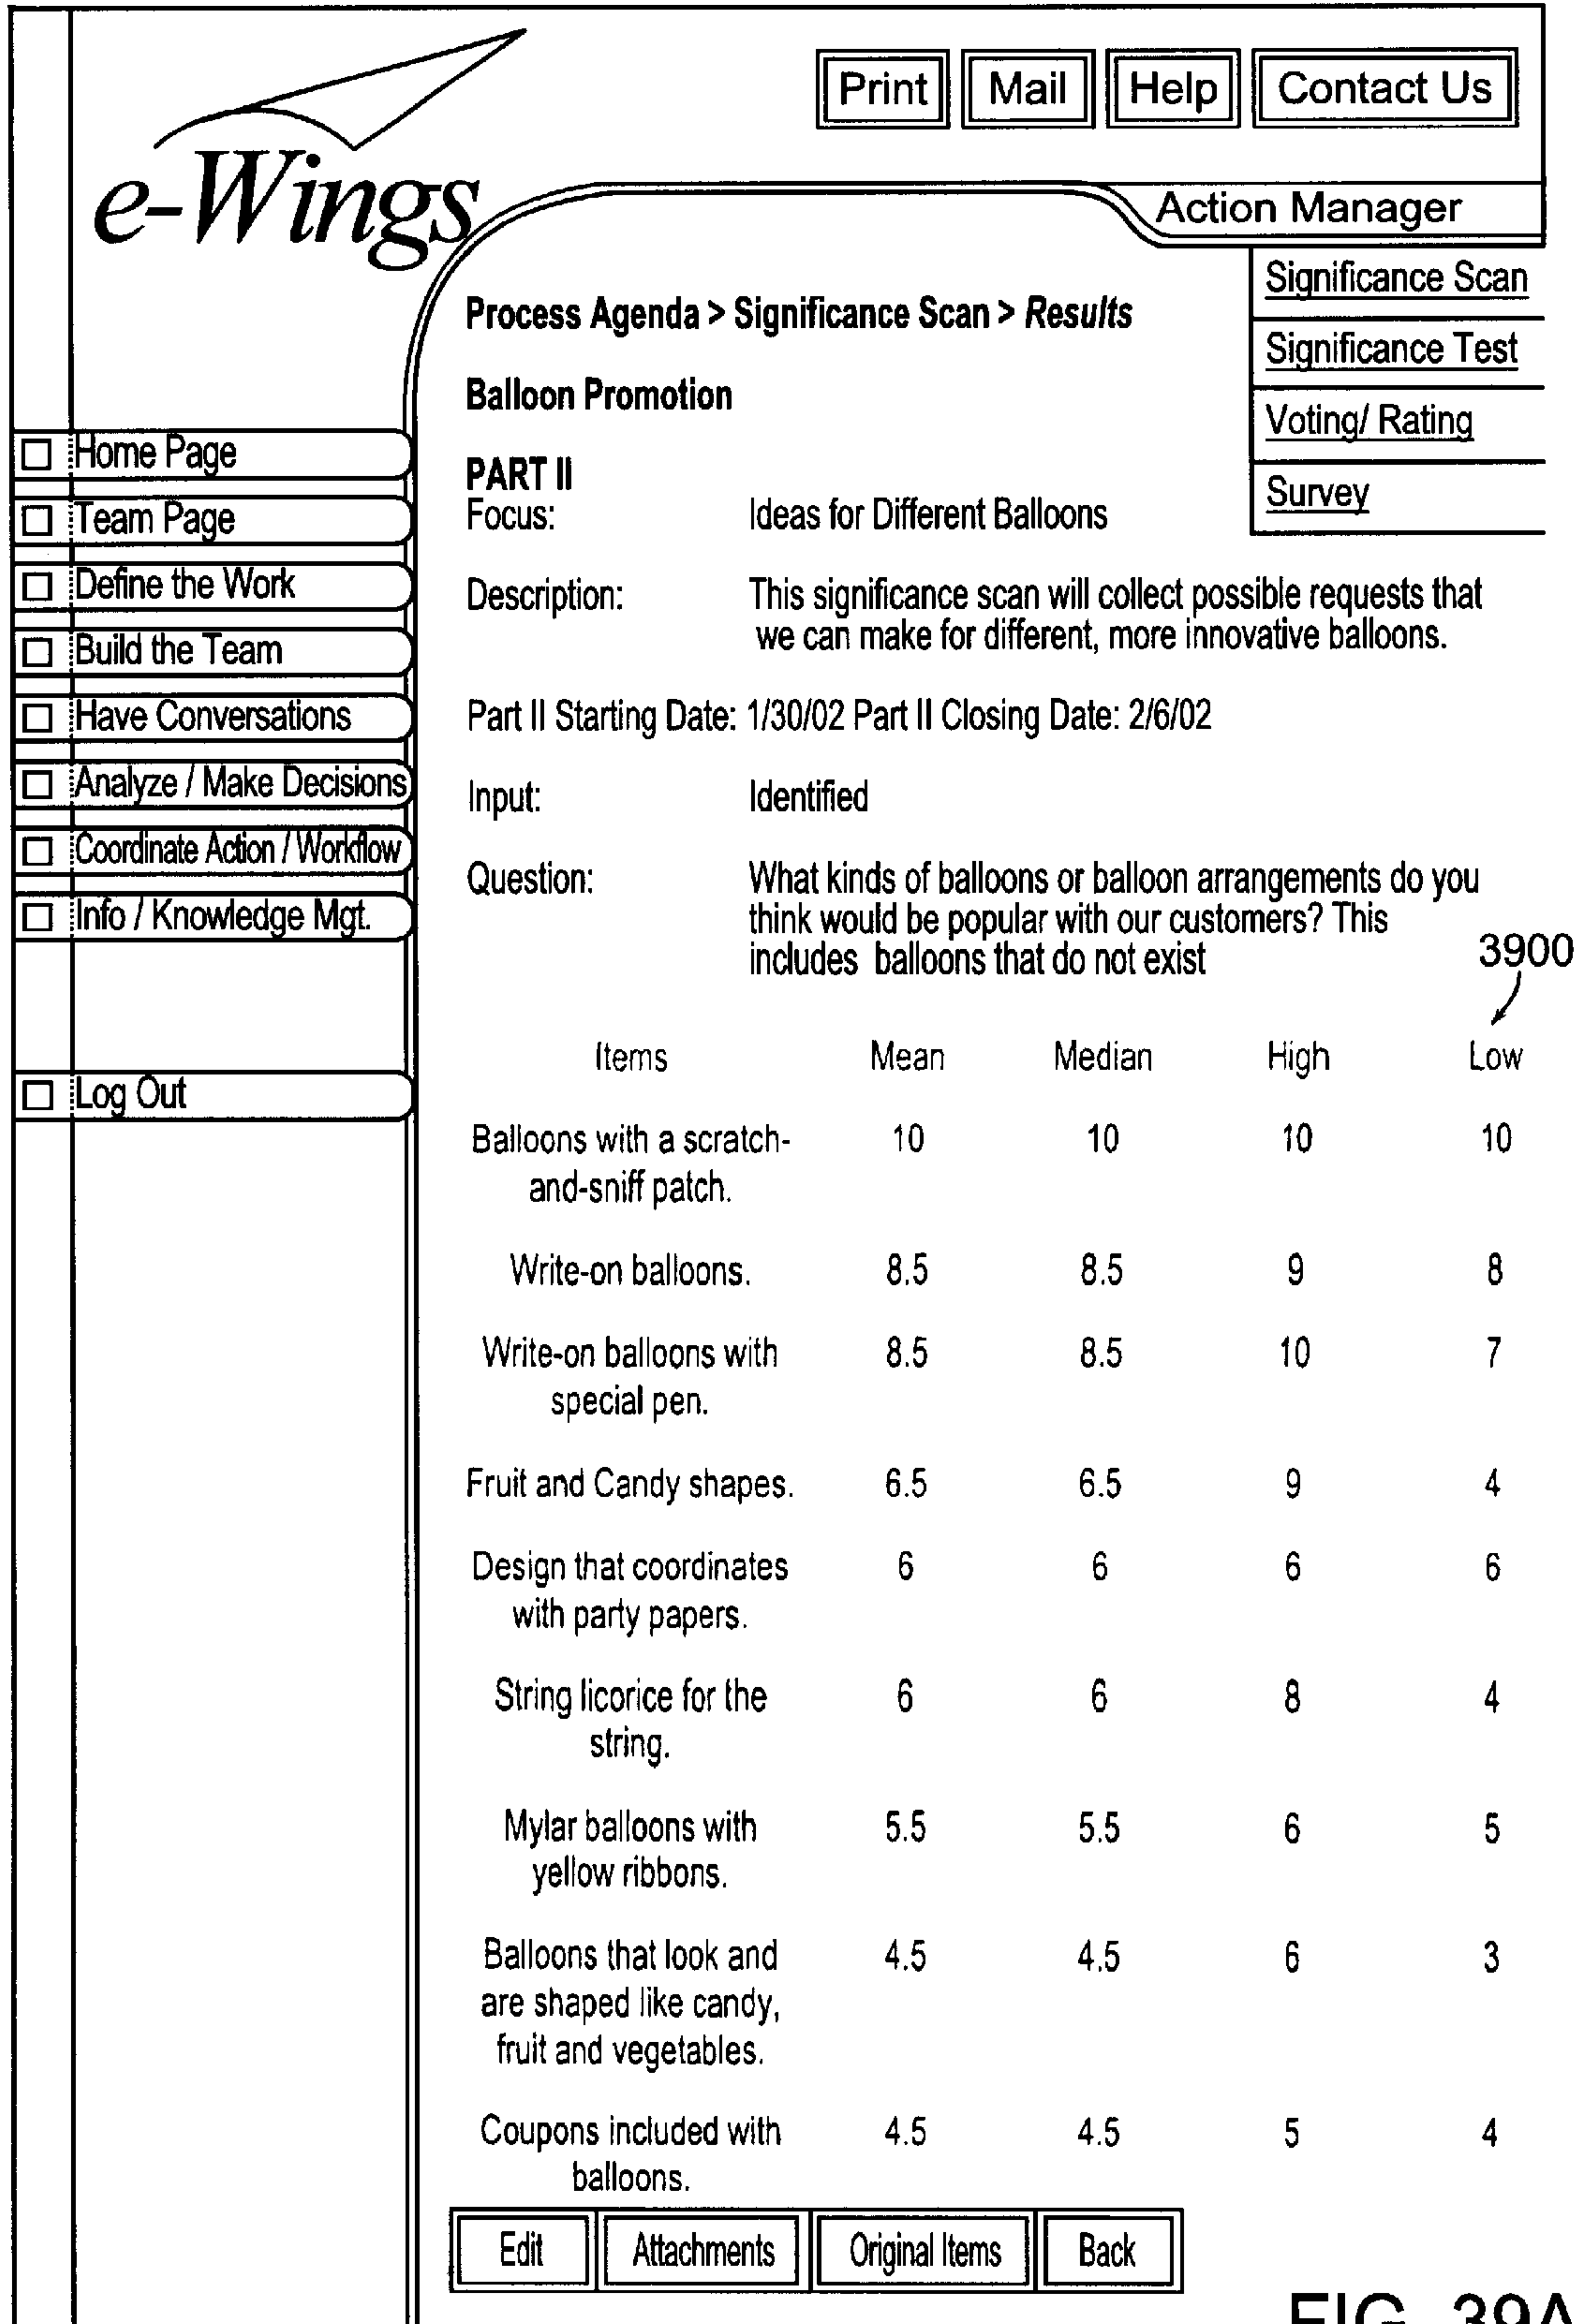 Print Mail Help Contact Us
e-Wings
Action Manager
Significance Scan
Significance Test
Voting/ Rating
Survey
Home Page
Team Page
Define the Work
Build the Team
Have Conversations
Analyze / Make Decisions
Coordinate Action / Workflow
Info / Knowledge Mgt.
Log Out
Process Agenda > Significance Scan > Results
Balloon Promotion
PART II
Focus: Ideas for Different Balloons
Description: This significance scan will collect possible requests that
we can make for different, more innovative balloons.
Part II Starting Date: 1/30/02 Part II Closing Date: 2/6/02
Input: Identified
Question: What kinds of balloons or balloon arrangements do you
think would be popular with our customers? This
includes balloons that do not exist
3900
Items Mean Median High Low
Balloons with a scratch- 10 10 10 10
and-sniff patch.
Write-on balloons. 8.5 8.5 9 8
Write-on balloons with 8.5 8.5 10 7
special pen.
Fruit and Candy shapes. 6.5 6.5 9 4
Design that coordinates 6 6 6 6
with party papers.
String licorice for the 6 6 8 4
string.
Mylar balloons with 5.5 5.5 6 5
yellow ribbons.
Balloons that look and 4.5 4.5 6 3
are shaped like candy,
fruit and vegetables.
Coupons included with 4.5 4.5 5 4
balloons.
Edit Attachments Original Items Back
FIG. 39A